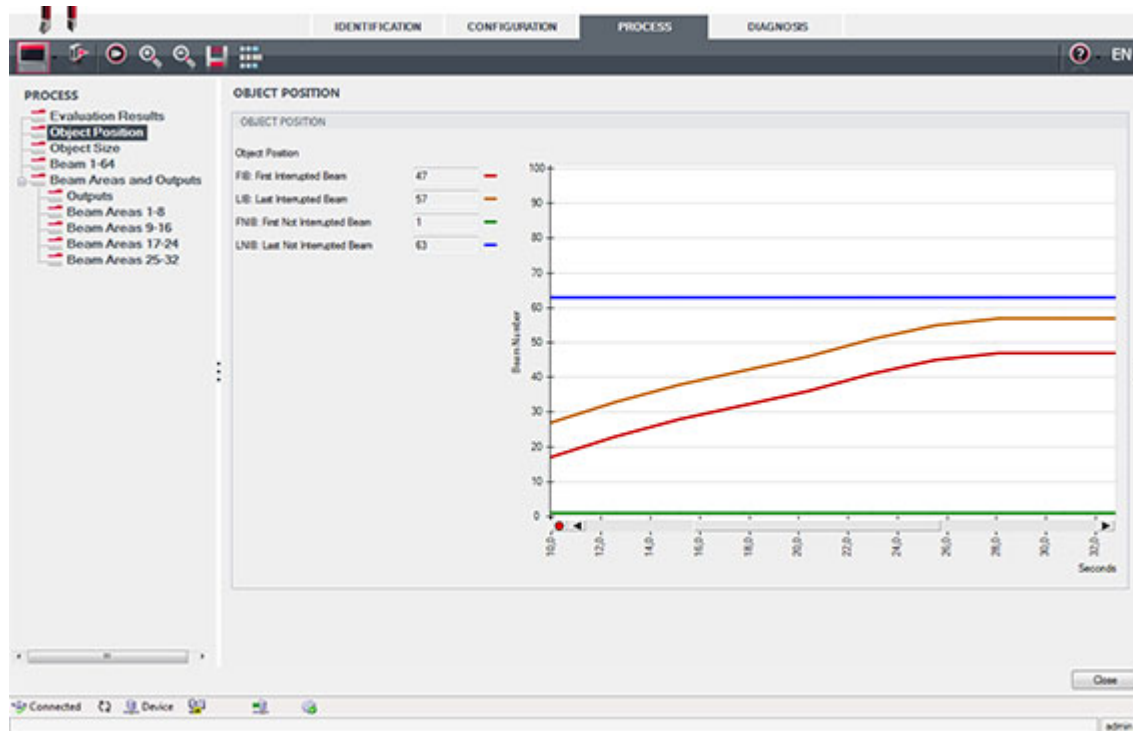 IDENTIFICATION CONFIGURATION PROCESS DIAGNOSIS
? EN
PROCESS
Evaluation Results
Object Position
Object Size
Beam 1-64
Beam Areas and Outputs
Outputs
Beam Areas 1-8
Beam Areas 9-16
Beam Areas 17-24
Beam Areas 25-32
OBJECT POSITION
OBJECT POSITION
Object Position
FIB: First Interrupted Beam 47
LIB: Last Interrupted Beam 57
FNIB: First Not Interrupted Beam 1
LNIB: Last Not Interrupted Beam 63
100
90
80
70
60
50
40
30
20
10
0
Beam Number
10,0 12,0 14,0 16,0 18,0 20,0 22,0 24,0 26,0 28,0 30,0 32,0
Seconds
Close
Connected Device
admin